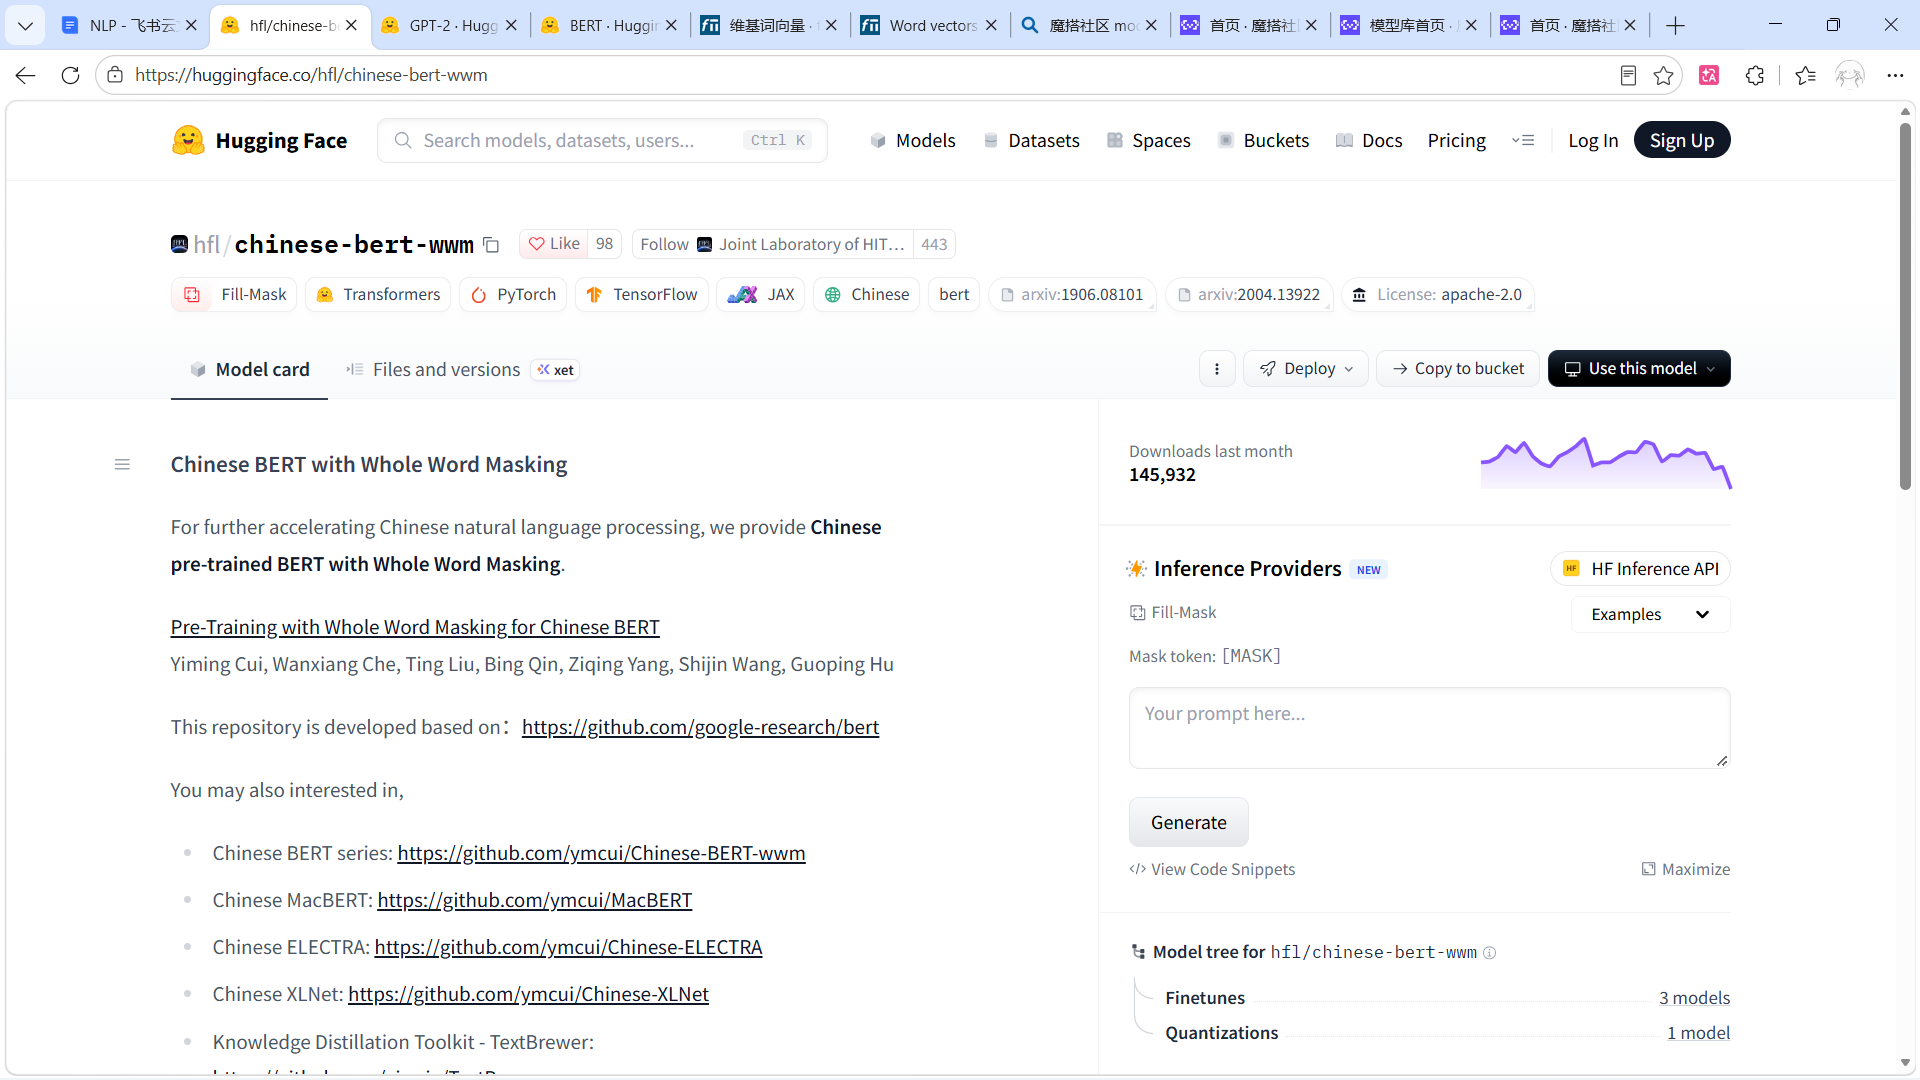 NLP - 飞书云
hfl/chinese-b
GPT-2 · Hugg
BERT · Huggin
维基词向量 ·
Word vectors
魔搭社区 mo
首页 · 魔搭社
模型库首页 ·
首页 · 魔搭社
https://huggingface.co/hfl/chinese-bert-wwm
Hugging Face
Search models, datasets, users...
Ctrl K
Models
Datasets
Spaces
Buckets
Docs
Pricing
Log In
Sign Up
hfl/chinese-bert-wwm
Like 98
Follow Joint Laboratory of HIT... 443
Fill-Mask
Transformers
PyTorch
TensorFlow
JAX
Chinese
bert
arxiv:1906.08101
arxiv:2004.13922
License: apache-2.0
Model card
Files and versions
xet
Deploy
Copy to bucket
Use this model
Chinese BERT with Whole Word Masking
For further accelerating Chinese natural language processing, we provide Chinese
pre-trained BERT with Whole Word Masking.
Pre-Training with Whole Word Masking for Chinese BERT
Yiming Cui, Wanxiang Che, Ting Liu, Bing Qin, Ziqing Yang, Shijin Wang, Guoping Hu
This repository is developed based on：https://github.com/google-research/bert
You may also interested in,
Chinese BERT series: https://github.com/ymcui/Chinese-BERT-wwm
Chinese MacBERT: https://github.com/ymcui/MacBERT
Chinese ELECTRA: https://github.com/ymcui/Chinese-ELECTRA
Chinese XLNet: https://github.com/ymcui/Chinese-XLNet
Knowledge Distillation Toolkit - TextBrewer:
Downloads last month
145,932
Inference Providers NEW
HF Inference API
Fill-Mask
Examples
Mask token: [MASK]
Your prompt here...
Generate
View Code Snippets
Maximize
Model tree for hfl/chinese-bert-wwm
Finetunes
3 models
Quantizations
1 model